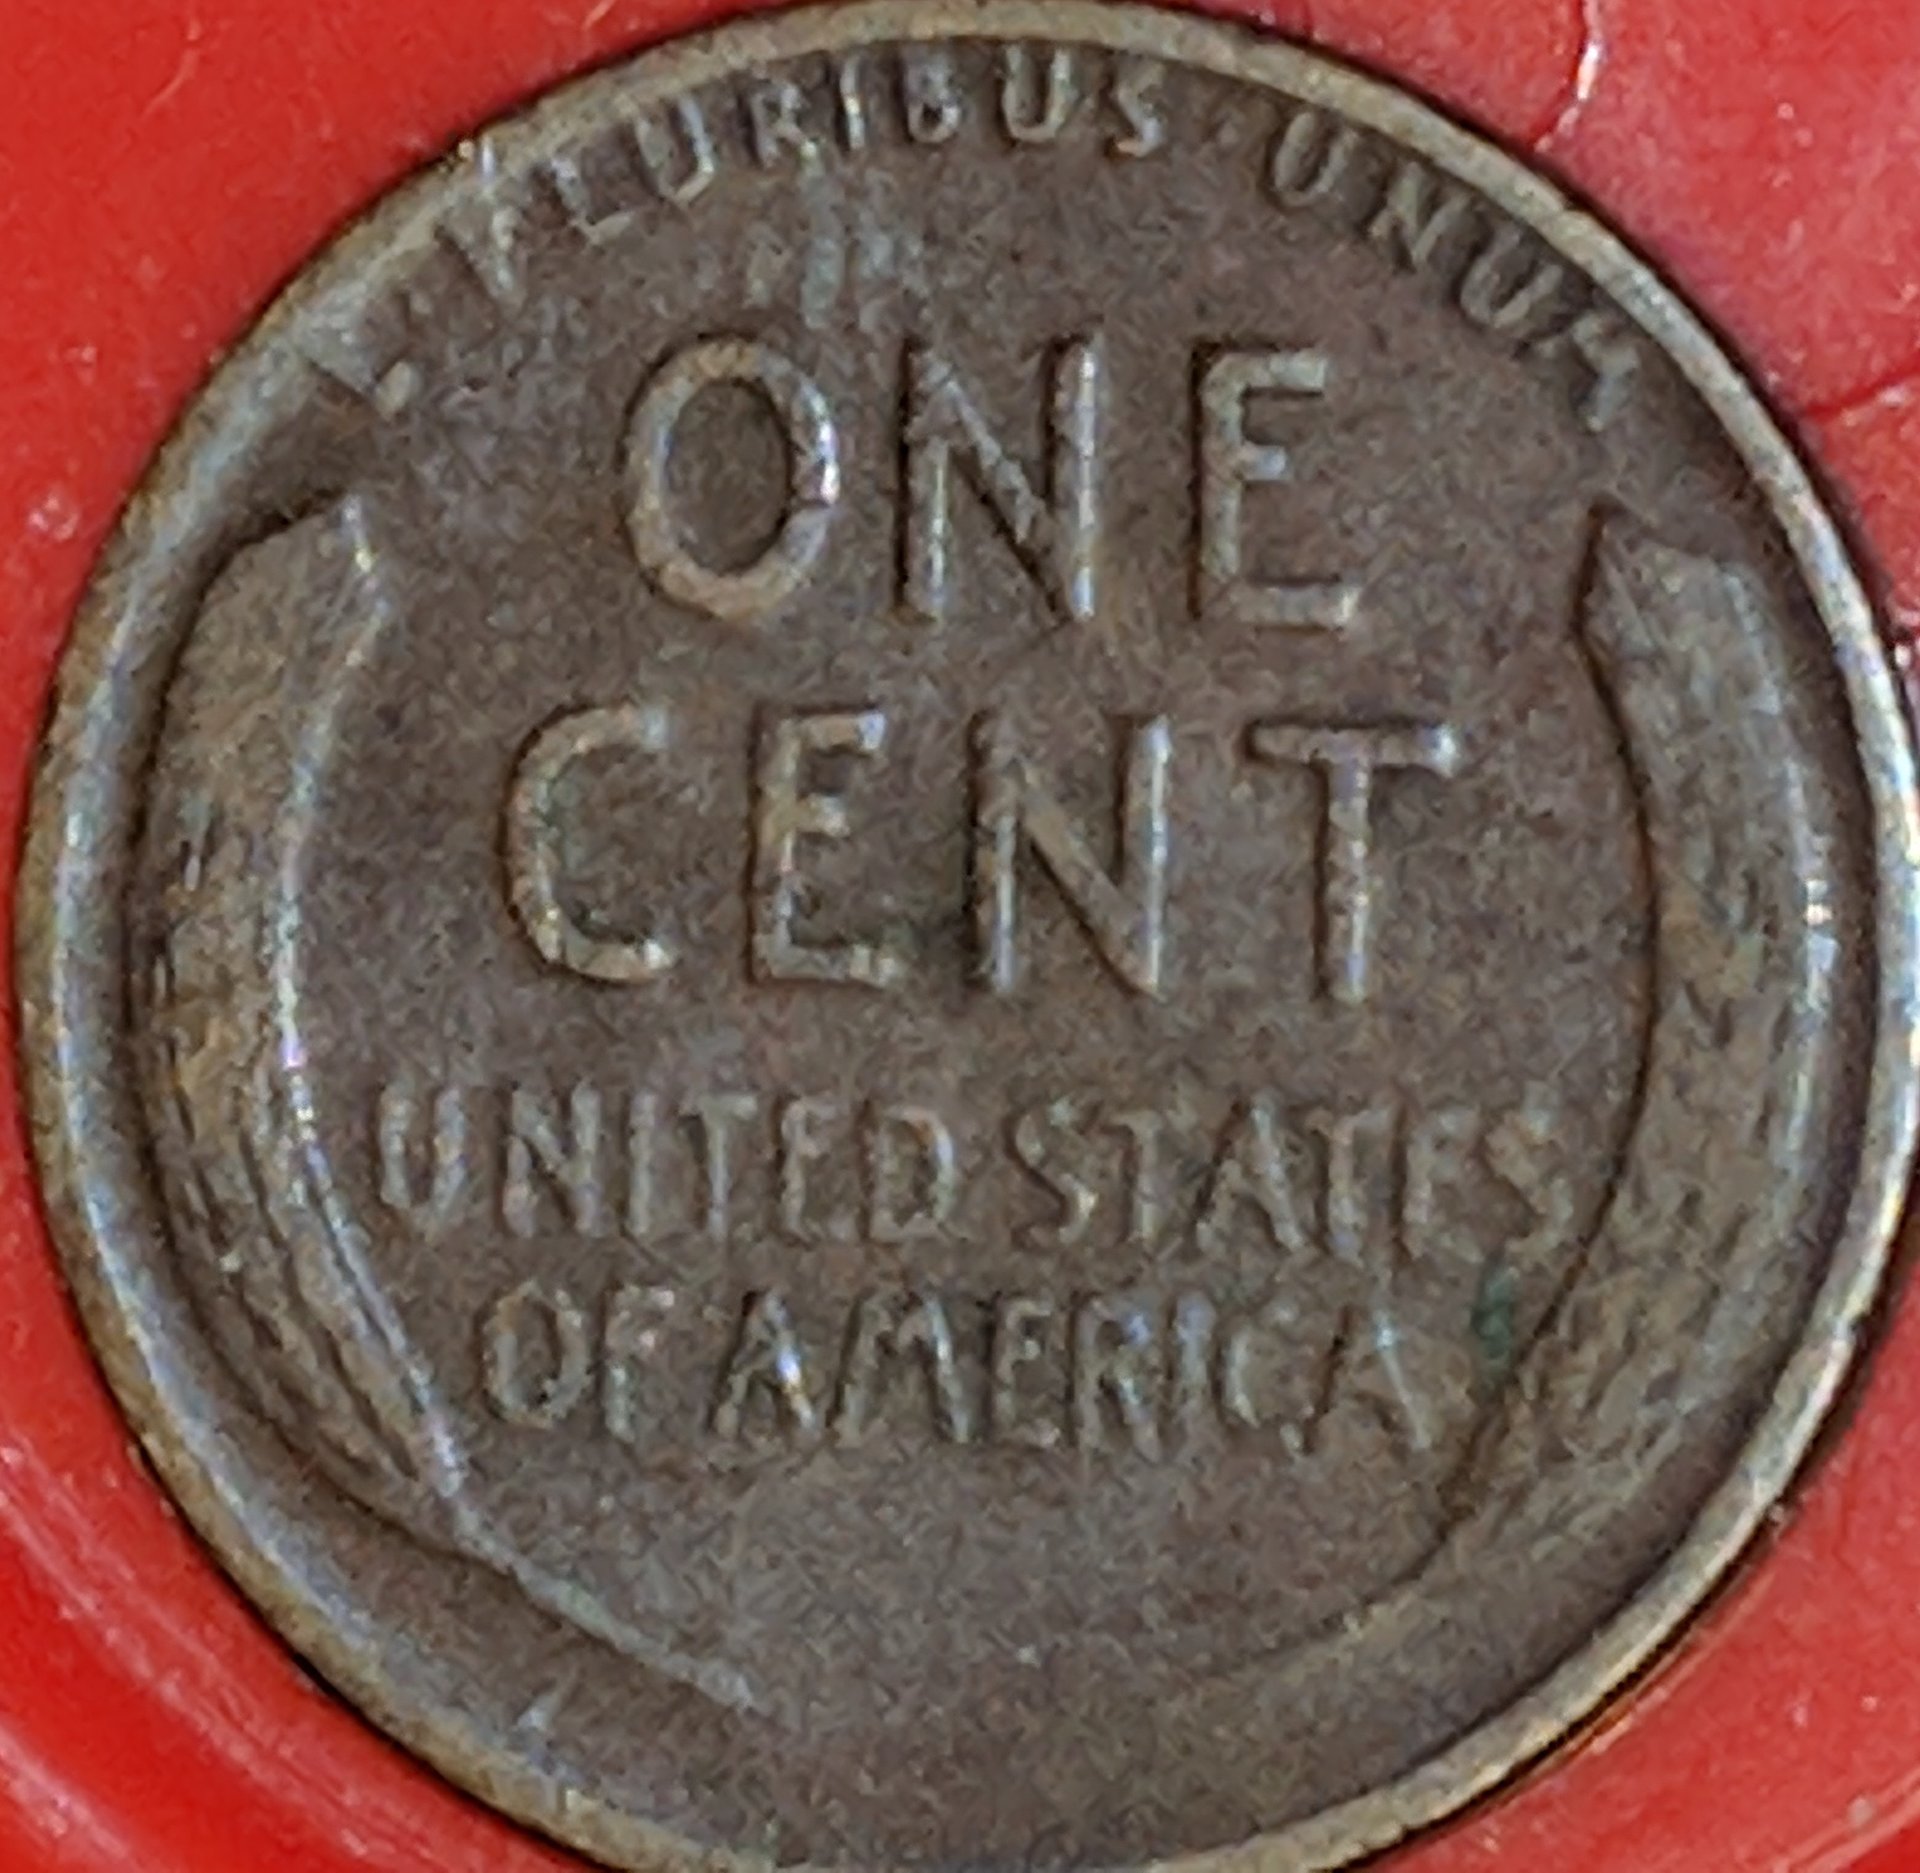 PLURIBUS · UNUM
ONE
CENT
UNITED STATES
OF AMERICA